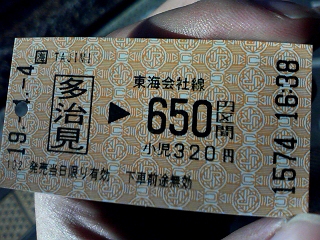 TAJIMI
多治見 ▶ 東海会社線 650円区間
小児320円
発売当日限り有効 下車前途無効
1574 16:38